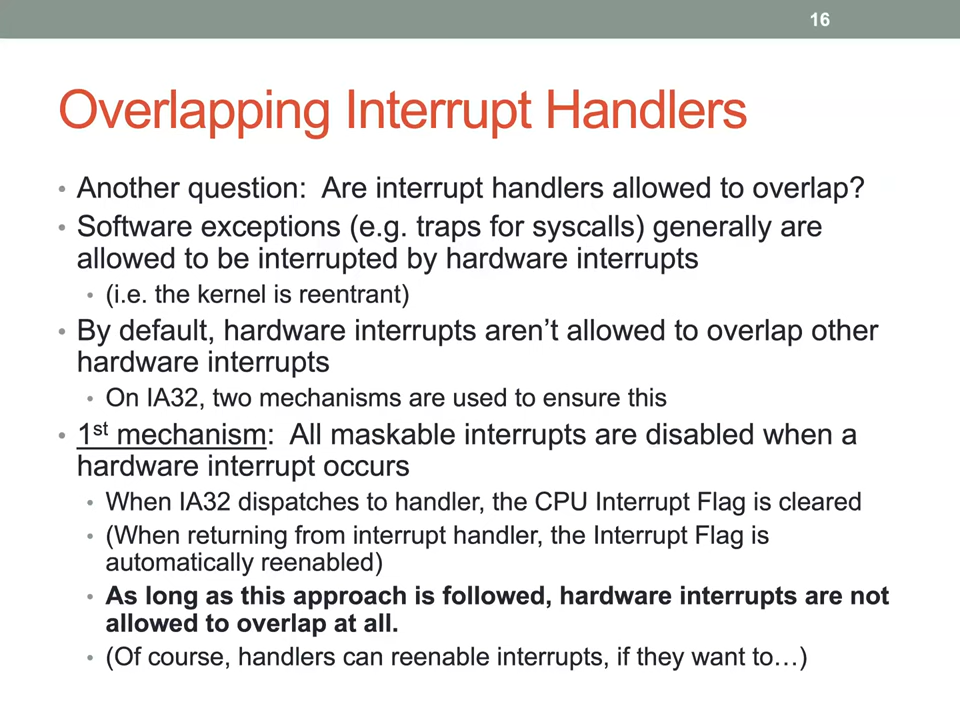 16
Overlapping Interrupt Handlers
• Another question:  Are interrupt handlers allowed to overlap?
• Software exceptions (e.g. traps for syscalls) generally are
allowed to be interrupted by hardware interrupts
• (i.e. the kernel is reentrant)
• By default, hardware interrupts aren’t allowed to overlap other
hardware interrupts
• On IA32, two mechanisms are used to ensure this
• 1st mechanism:  All maskable interrupts are disabled when a
hardware interrupt occurs
• When IA32 dispatches to handler, the CPU Interrupt Flag is cleared
• (When returning from interrupt handler, the Interrupt Flag is
automatically reenabled)
• As long as this approach is followed, hardware interrupts are not
allowed to overlap at all.
• (Of course, handlers can reenable interrupts, if they want to…)